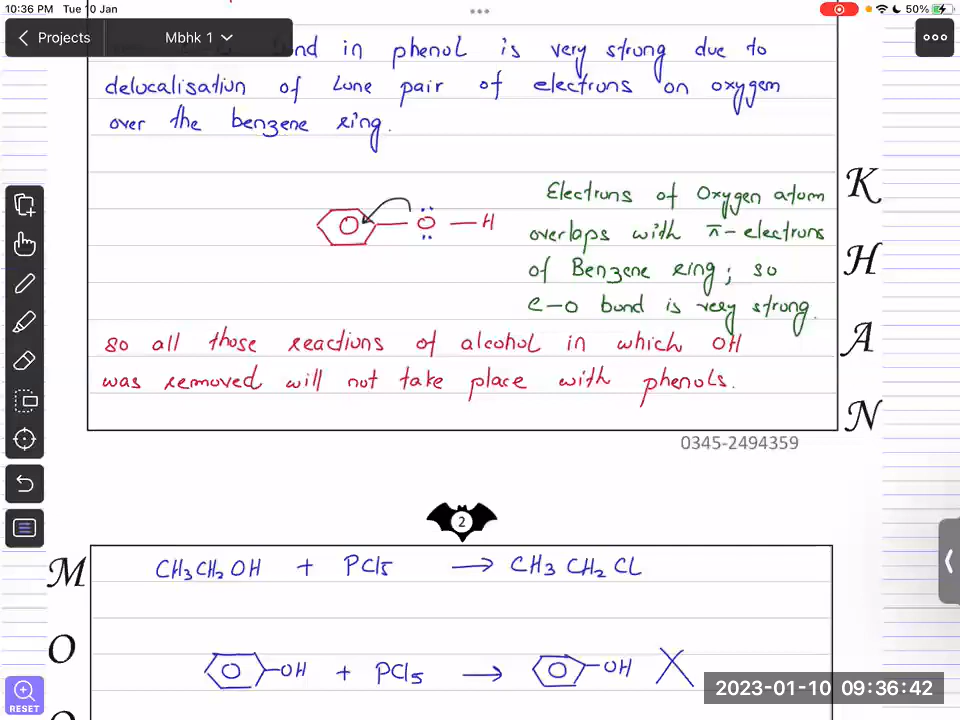 10:36 PM Tue 10 Jan
50%
Projects
Mbhk 1
bond in phenol is very strong due to
delocalisation of lone pair of electrons on oxygen
over the benzene ring.
Electrons of Oxygen atom
overlaps with π-electrons
of Benzene ring; so
C-O bond is very strong.
O - H
so all those reactions of alcohol in which OH
was removed will not take place with phenols.
K
H
A
N
0345-2494359
2
M
O
CH3CH2OH + PCl5 → CH3 CH2 Cl
OH + PCl5 → OH X
RESET
2023-01-10 09:36:42